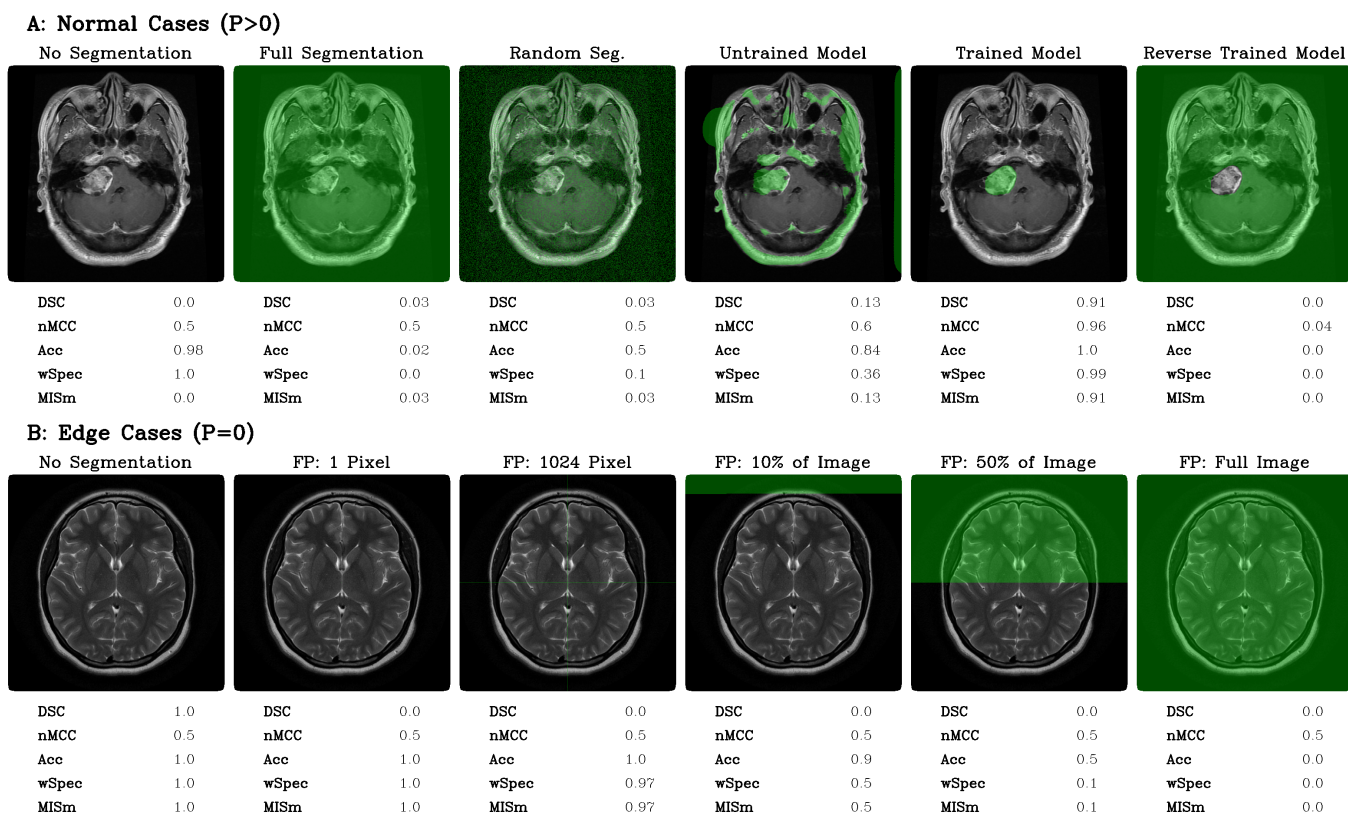 A: Normal Cases (P>0)
No Segmentation Full Segmentation Random Seg. Untrained Model Trained Model Reverse Trained Model
DSC 0.0 DSC 0.03 DSC 0.03 DSC 0.13 DSC 0.91 DSC 0.0
nMCC 0.5 nMCC 0.5 nMCC 0.5 nMCC 0.6 nMCC 0.96 nMCC 0.04
Acc 0.98 Acc 0.02 Acc 0.5 Acc 0.84 Acc 1.0 Acc 0.0
wSpec 1.0 wSpec 0.0 wSpec 0.1 wSpec 0.36 wSpec 0.99 wSpec 0.0
MISm 0.0 MISm 0.03 MISm 0.03 MISm 0.13 MISm 0.91 MISm 0.0
B: Edge Cases (P=0)
No Segmentation FP: 1 Pixel FP: 1024 Pixel FP: 10% of Image FP: 50% of Image FP: Full Image
DSC 1.0 DSC 0.0 DSC 0.0 DSC 0.0 DSC 0.0 DSC 0.0
nMCC 0.5 nMCC 0.5 nMCC 0.5 nMCC 0.5 nMCC 0.5 nMCC 0.5
Acc 1.0 Acc 1.0 Acc 1.0 Acc 0.9 Acc 0.5 Acc 0.0
wSpec 1.0 wSpec 1.0 wSpec 0.97 wSpec 0.5 wSpec 0.1 wSpec 0.0
MISm 1.0 MISm 1.0 MISm 0.97 MISm 0.5 MISm 0.1 MISm 0.0